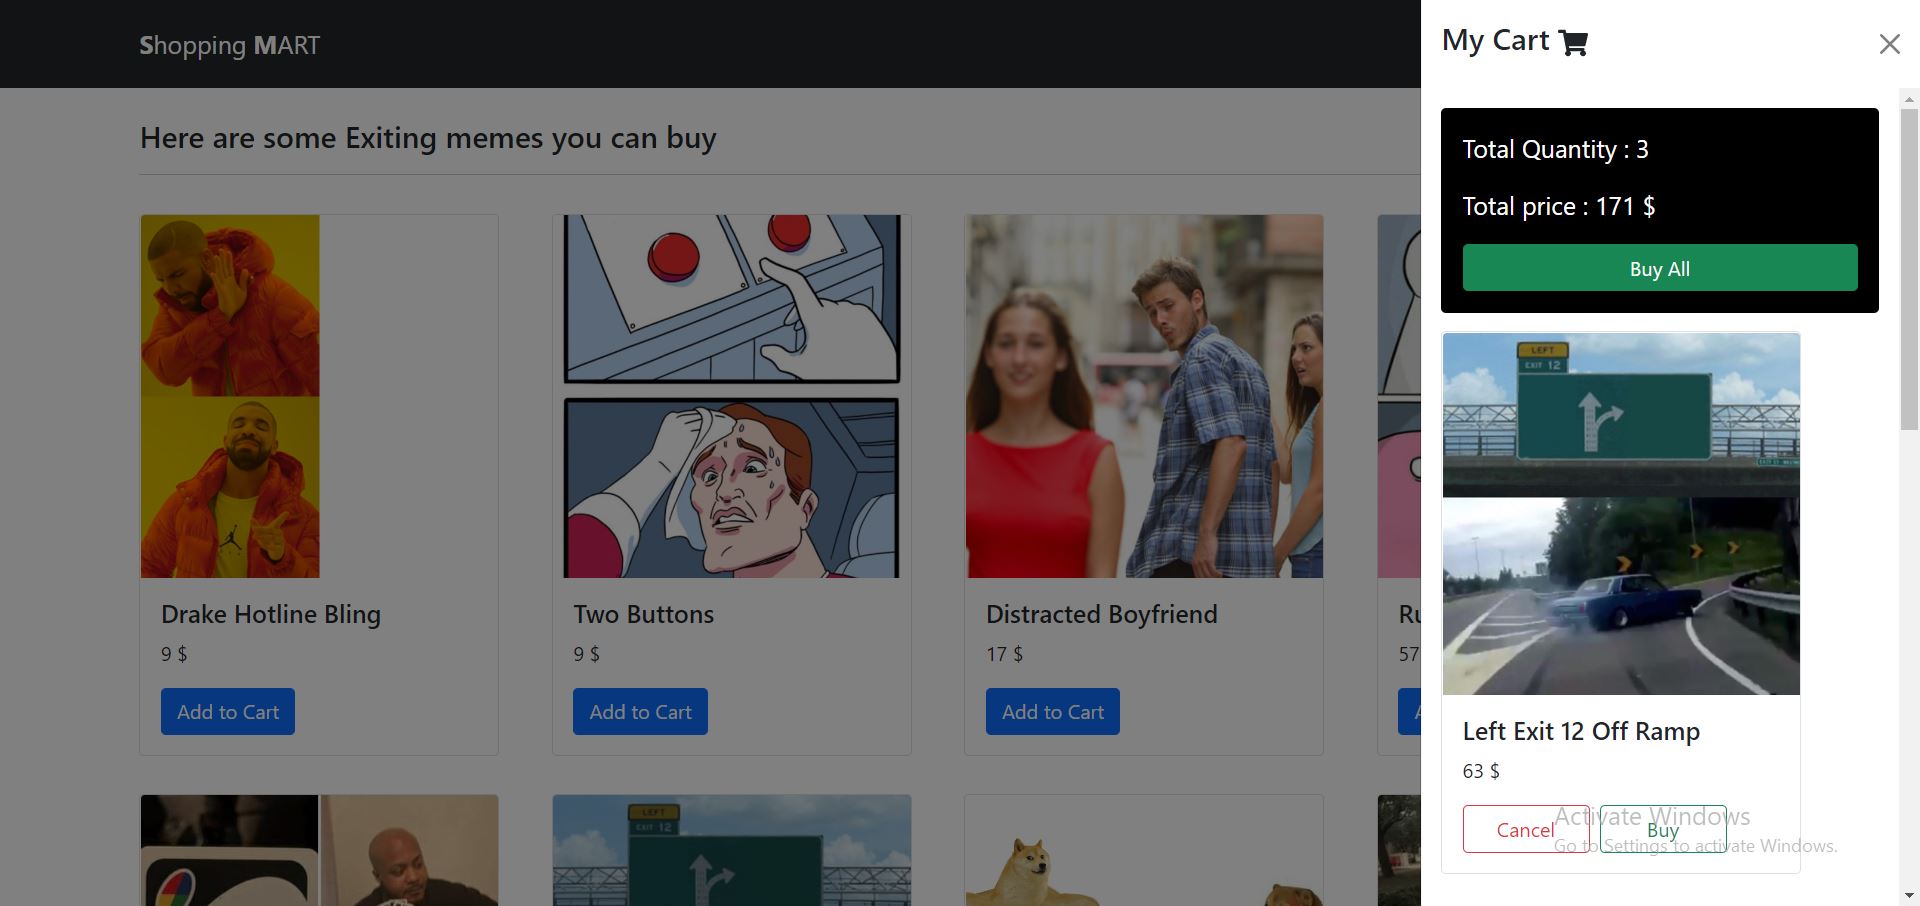 Shopping MART
Here are some Exiting memes you can buy
Drake Hotline Bling
9 $
Add to Cart
Two Buttons
9 $
Add to Cart
Distracted Boyfriend
17 $
Add to Cart
57
My Cart
Total Quantity : 3
Total price : 171 $
Buy All
LEFT
EXIT 12
Left Exit 12 Off Ramp
63 $
Cancel
Buy
Activate Windows
Go to Settings to activate Windows.
LEFT
EXIT 12